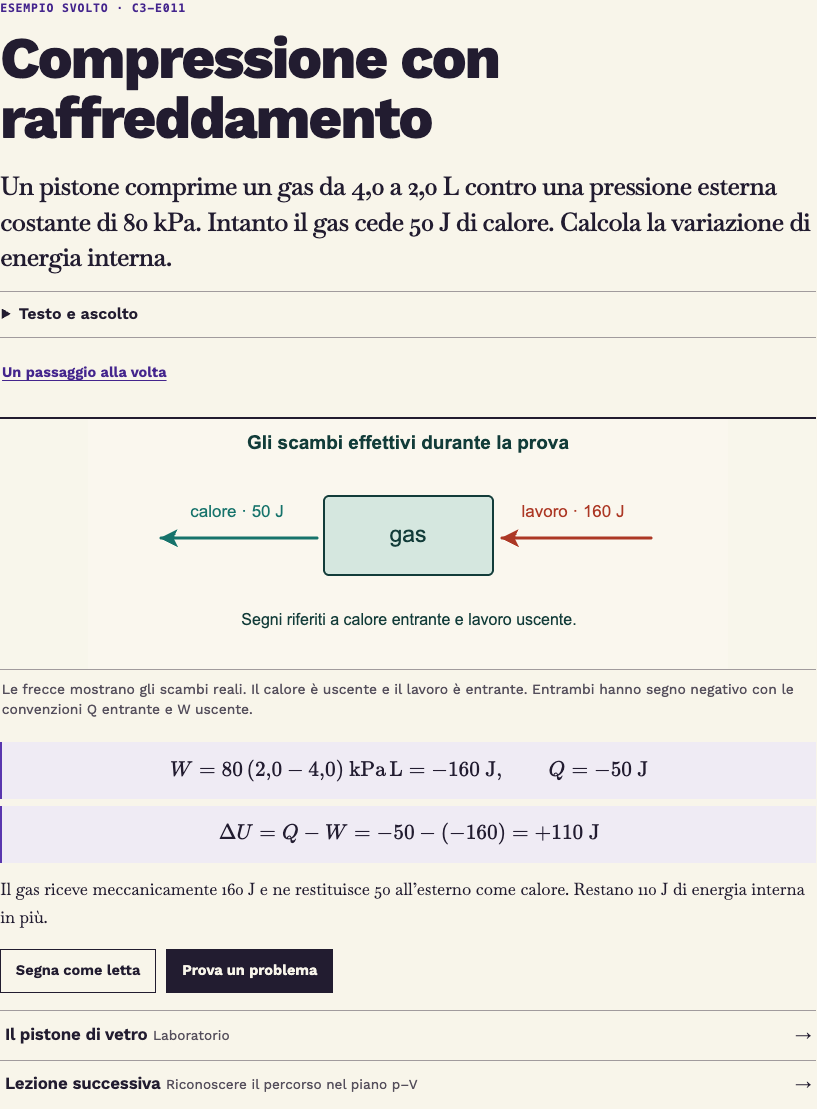 ESEMPIO SVOLTO · C3–E011
Compressione con
raffreddamento
Un pistone comprime un gas da 4,0 a 2,0 L contro una pressione esterna
costante di 80 kPa. Intanto il gas cede 50 J di calore. Calcola la variazione di
energia interna.
▶ Testo e ascolto
Un passaggio alla volta
Gli scambi effettivi durante la prova
calore · 50 J
gas
lavoro · 160 J
Segni riferiti a calore entrante e lavoro uscente.
Le frecce mostrano gli scambi reali. Il calore è uscente e il lavoro è entrante. Entrambi hanno segno negativo con le
convenzioni Q entrante e W uscente.
W = 80 (2,0 − 4,0) kPa L = −160 J, Q = −50 J
ΔU = Q − W = −50 − (−160) = +110 J
Il gas riceve meccanicamente 160 J e ne restituisce 50 all’esterno come calore. Restano 110 J di energia interna
in più.
Segna come letta
Prova un problema
Il pistone di vetro Laboratorio →
Lezione successiva Riconoscere il percorso nel piano p–V →